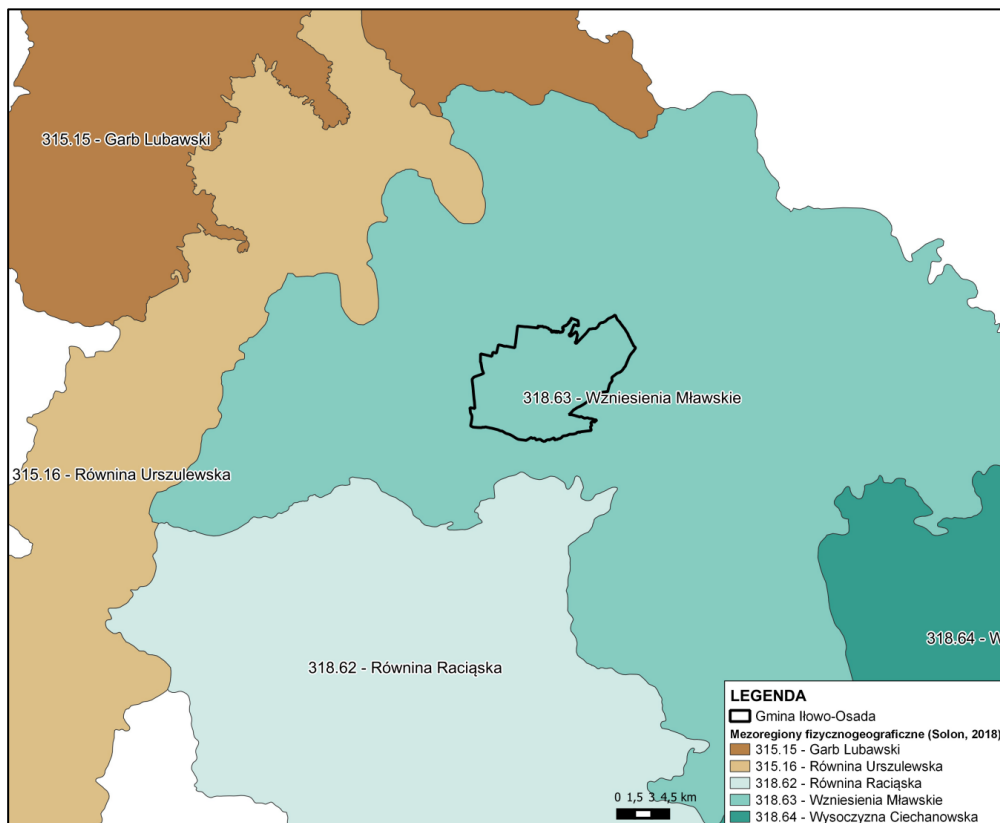 315.15 - Garb Lubawski
318.63 - Wzniesienia Mławskie
315.16 - Równina Urszulewska
318.64 - W
318.62 - Równina Raciąska
LEGENDA
Gmina Iłowo-Osada
Mezoregiony fizycznogeograficzne (Solon, 2018)
315.15 - Garb Lubawski
315.16 - Równina Urszulewska
318.62 - Równina Raciąska
318.63 - Wzniesienia Mławskie
318.64 - Wysoczyzna Ciechanowska
0 1,5 3 4,5 km